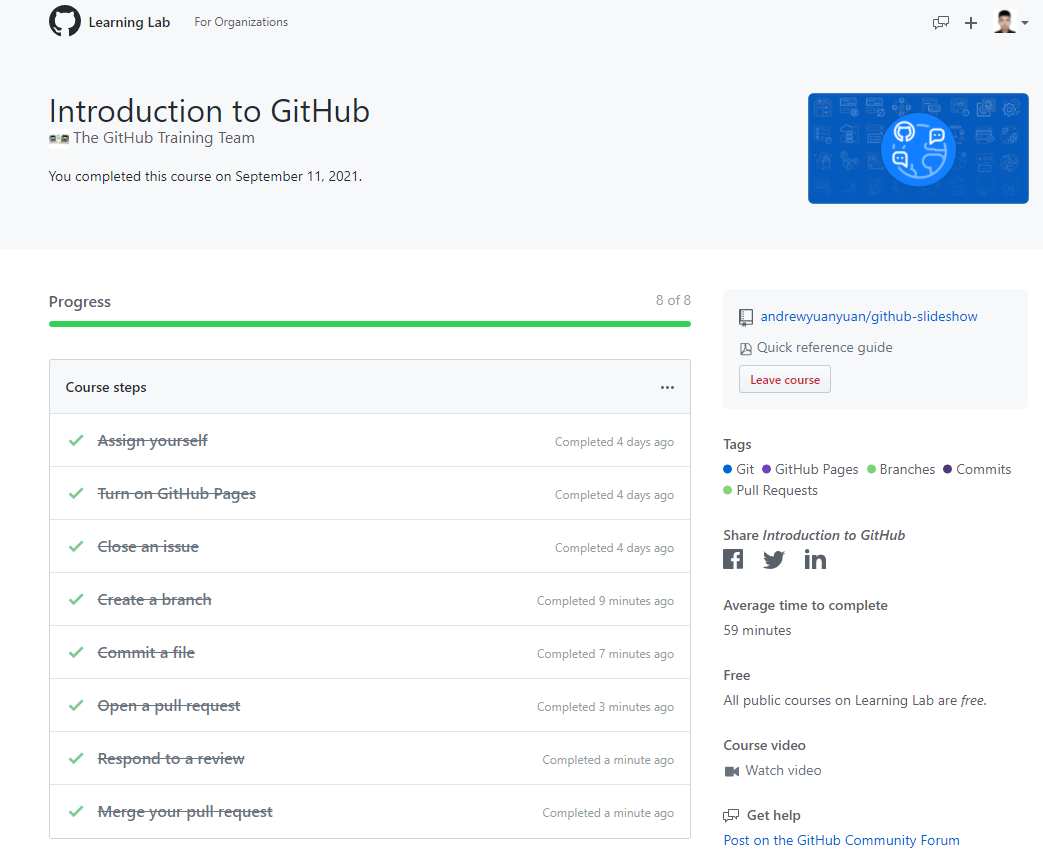 Learning Lab For Organizations
Introduction to GitHub
The GitHub Training Team
You completed this course on September 11, 2021.
Progress 8 of 8
Course steps
Assign yourself Completed 4 days ago
Turn on GitHub Pages Completed 4 days ago
Close an issue Completed 4 days ago
Create a branch Completed 9 minutes ago
Commit a file Completed 7 minutes ago
Open a pull request Completed 3 minutes ago
Respond to a review Completed a minute ago
Merge your pull request Completed a minute ago
andrewyuanyuan/github-slideshow
Quick reference guide
Leave course
Tags
Git GitHub Pages Branches Commits
Pull Requests
Share Introduction to GitHub
Average time to complete
59 minutes
Free
All public courses on Learning Lab are free.
Course video
Watch video
Get help
Post on the GitHub Community Forum